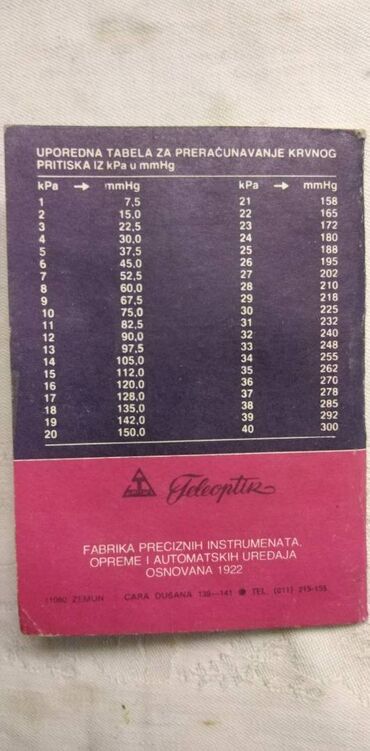 UPOREDNA TABELA ZA PRERAČUNAVANJE KRVNOG
PRITISKA IZ kPa u mmHg
kPa → mmHg kPa → mmHg
1 7,5 21 158
2 15,0 22 165
3 22,5 23 172
4 30,0 24 180
5 37,5 25 188
6 45,0 26 195
7 52,5 27 202
8 60,0 28 210
9 67,5 29 218
10 75,0 30 225
11 82,5 31 232
12 90,0 32 240
13 97,5 33 248
14 105,0 34 255
15 112,0 35 262
16 120,0 36 270
17 128,0 37 278
18 135,0 38 285
19 142,0 39 292
20 150,0 40 300
Teleoptik
FABRIKA PRECIZNIH INSTRUMENATA,
OPREME I AUTOMATSKIH UREĐAJA
OSNOVANA 1922
11080 ZEMUN CARA DUŠANA 139—141 ● TEL. (011)